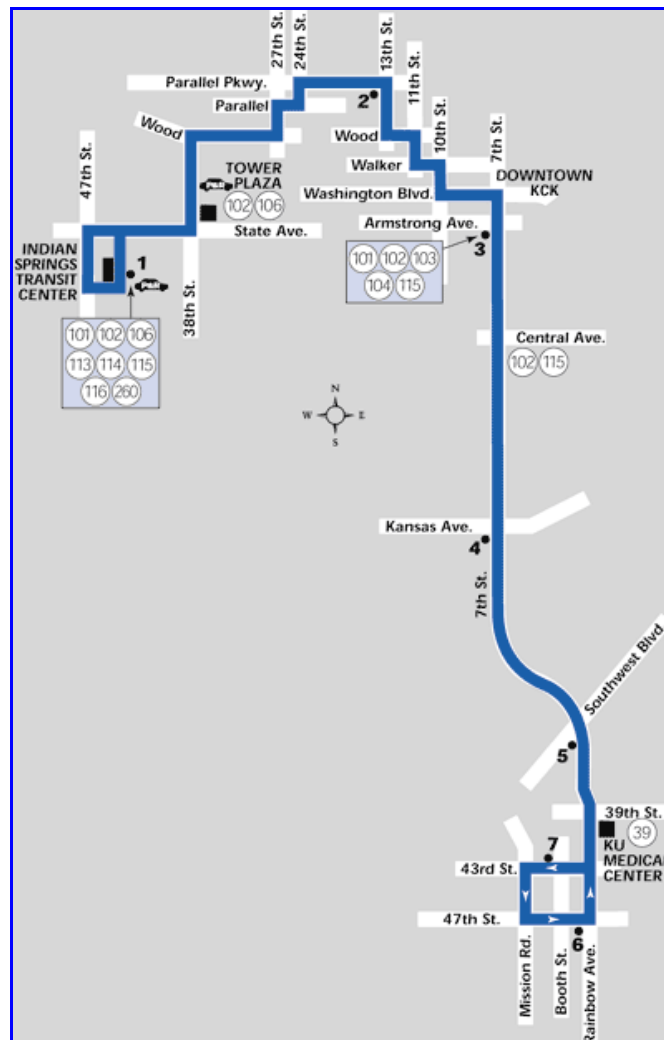 27th St.
24th St.
13th St.
11th St.
10th St.
7th St.
47th St.
Parallel Pkwy.
Parallel
2
Wood
Wood
Walker
Washington Blvd.
DOWNTOWN
KCK
TOWER
PLAZA
102 106
State Ave.
Armstrong Ave.
3
101 102 103
104 115
INDIAN
SPRINGS
TRANSIT
CENTER
1
38th St.
101 102 106
113 114 115
116 260
Central Ave.
102 115
N
W E
S
Kansas Ave.
4
7th St.
Southwest Blvd
5
39th St.
39
KU
MEDICAL
CENTER
7
43rd St.
47th St.
6
Mission Rd.
Booth St.
Rainbow Ave.